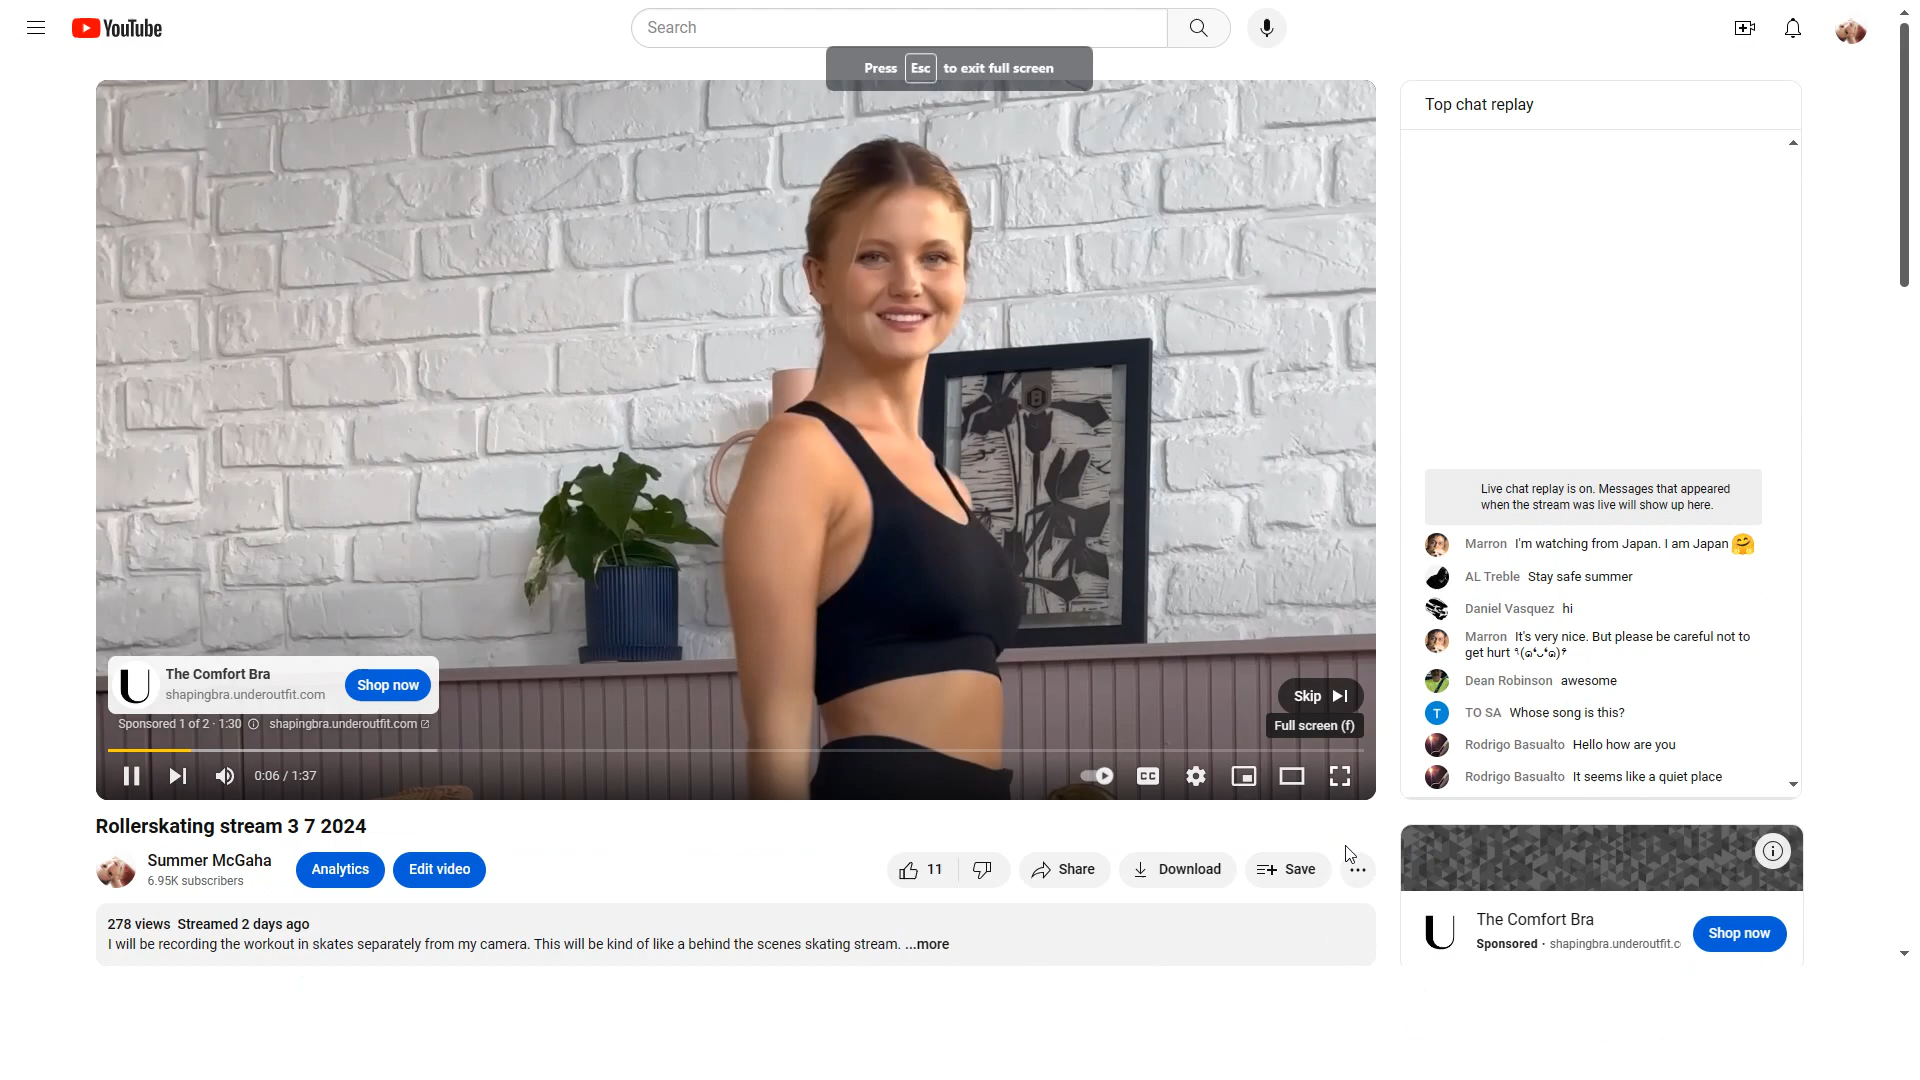 YouTube
Search
Press Esc to exit full screen
Top chat replay
Live chat replay is on. Messages that appeared
when the stream was live will show up here.
Marron I'm watching from Japan. I am Japan 🤗
AL Treble Stay safe summer
Daniel Vasquez hi
Marron It's very nice. But please be careful not to
get hurt
Dean Robinson awesome
T TO SA Whose song is this?
Rodrigo Basualto Hello how are you
Rodrigo Basualto It seems like a quiet place
U The Comfort Bra
shapingbra.underoutfit.com
Shop now
Sponsored 1 of 2 · 1:30 shapingbra.underoutfit.com
Skip
Full screen (f)
0:06 / 1:37
CC
Rollerskating stream 3 7 2024
Summer McGaha
6.95K subscribers
Analytics
Edit video
11
Share
Download
Save
278 views Streamed 2 days ago
I will be recording the workout in skates separately from my camera. This will be kind of like a behind the scenes skating stream. ...more
U The Comfort Bra
Sponsored · shapingbra.underoutfit.c
Shop now